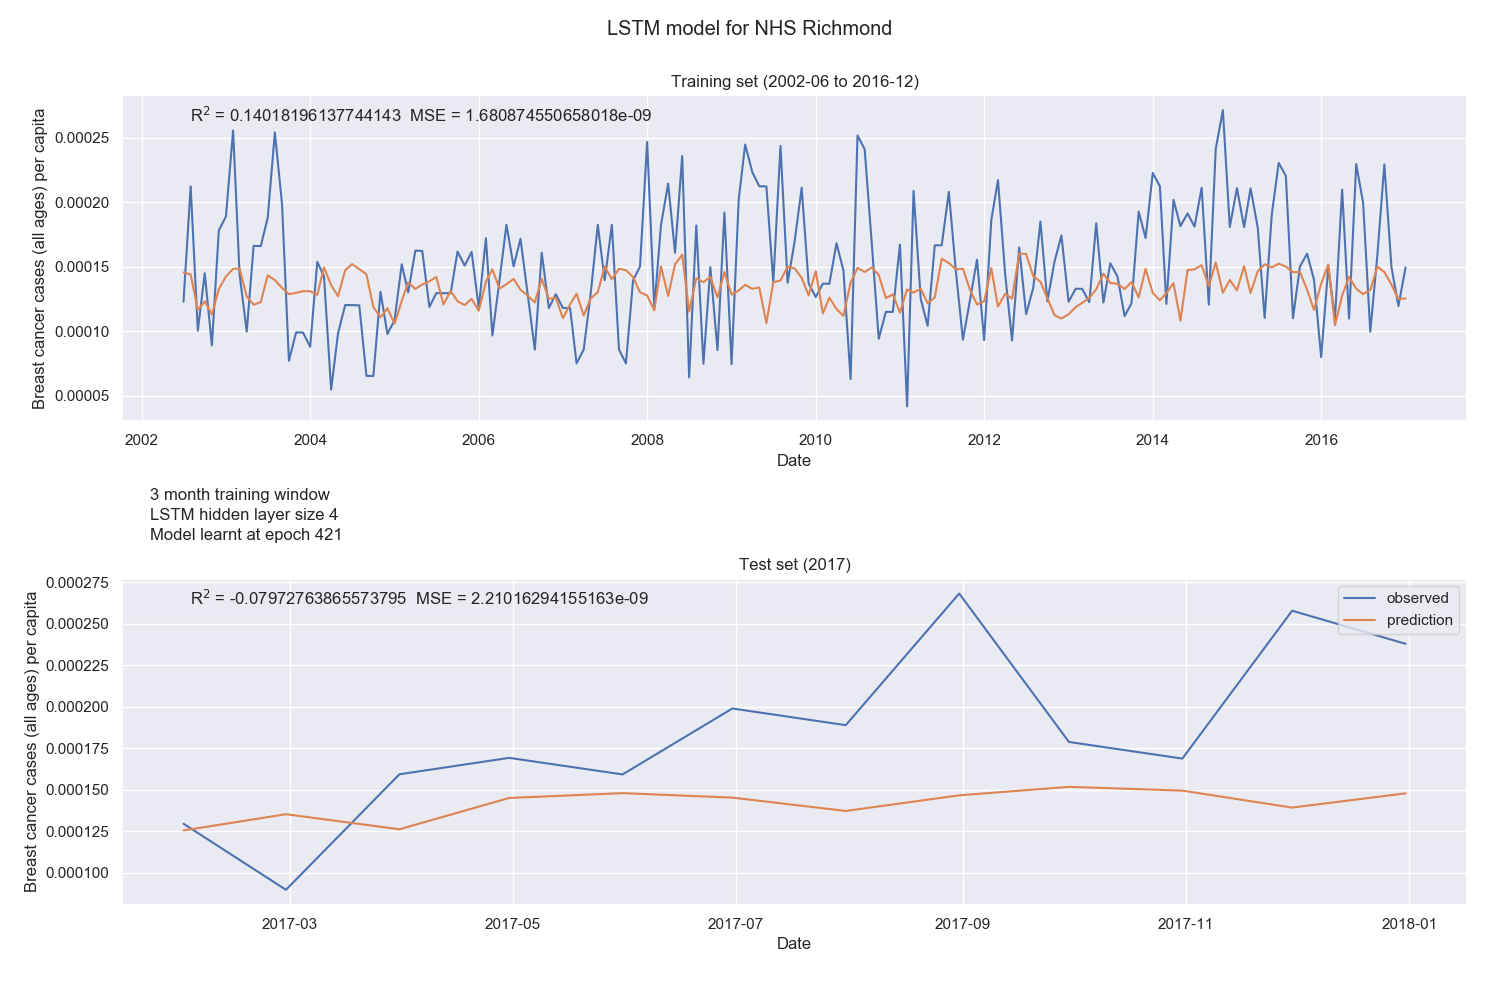 LSTM model for NHS Richmond
Training set (2002-06 to 2016-12)
R² = 0.14018196137744143 MSE = 1.680874550658018e-09
Breast cancer cases (all ages) per capita
0.00025
0.00020
0.00015
0.00010
0.00005
2002 2004 2006 2008 2010 2012 2014 2016
Date
3 month training window
LSTM hidden layer size 4
Model learnt at epoch 421
Test set (2017)
R² = -0.07972763865573795 MSE = 2.21016294155163e-09
observed
prediction
Breast cancer cases (all ages) per capita
0.000275
0.000250
0.000225
0.000200
0.000175
0.000150
0.000125
0.000100
2017-03 2017-05 2017-07 2017-09 2017-11 2018-01
Date